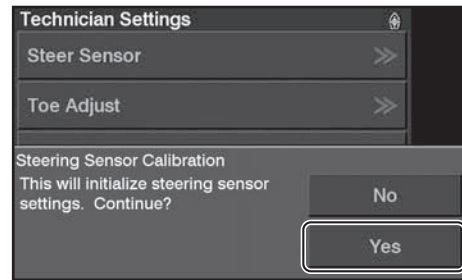 Technician Settings
Steer Sensor
Toe Adjust
Steering Sensor Calibration
This will initialize steering sensor
settings. Continue?
No
Yes